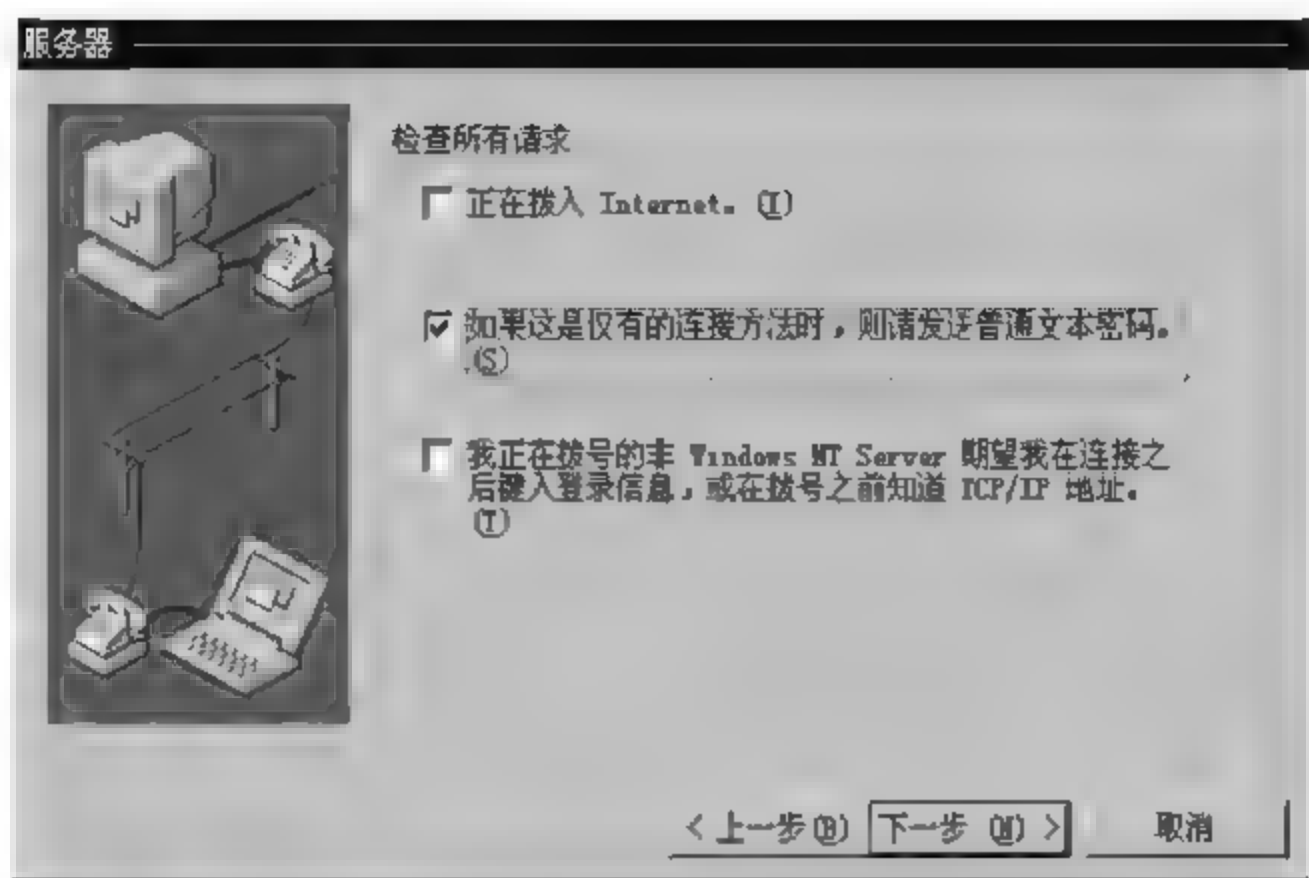 服务器
检查所有请求
正在拨入 Internet。(I)
如果这是仅有的连接方法时，则请发送普通文本密码。
(S)
我正在拨号的非 Windows NT Server 期望我在连接之
后键入登录信息，或在拨号之前知道 TCP/IP 地址。
(T)
< 上一步(B) 下一步 (N) > 取消